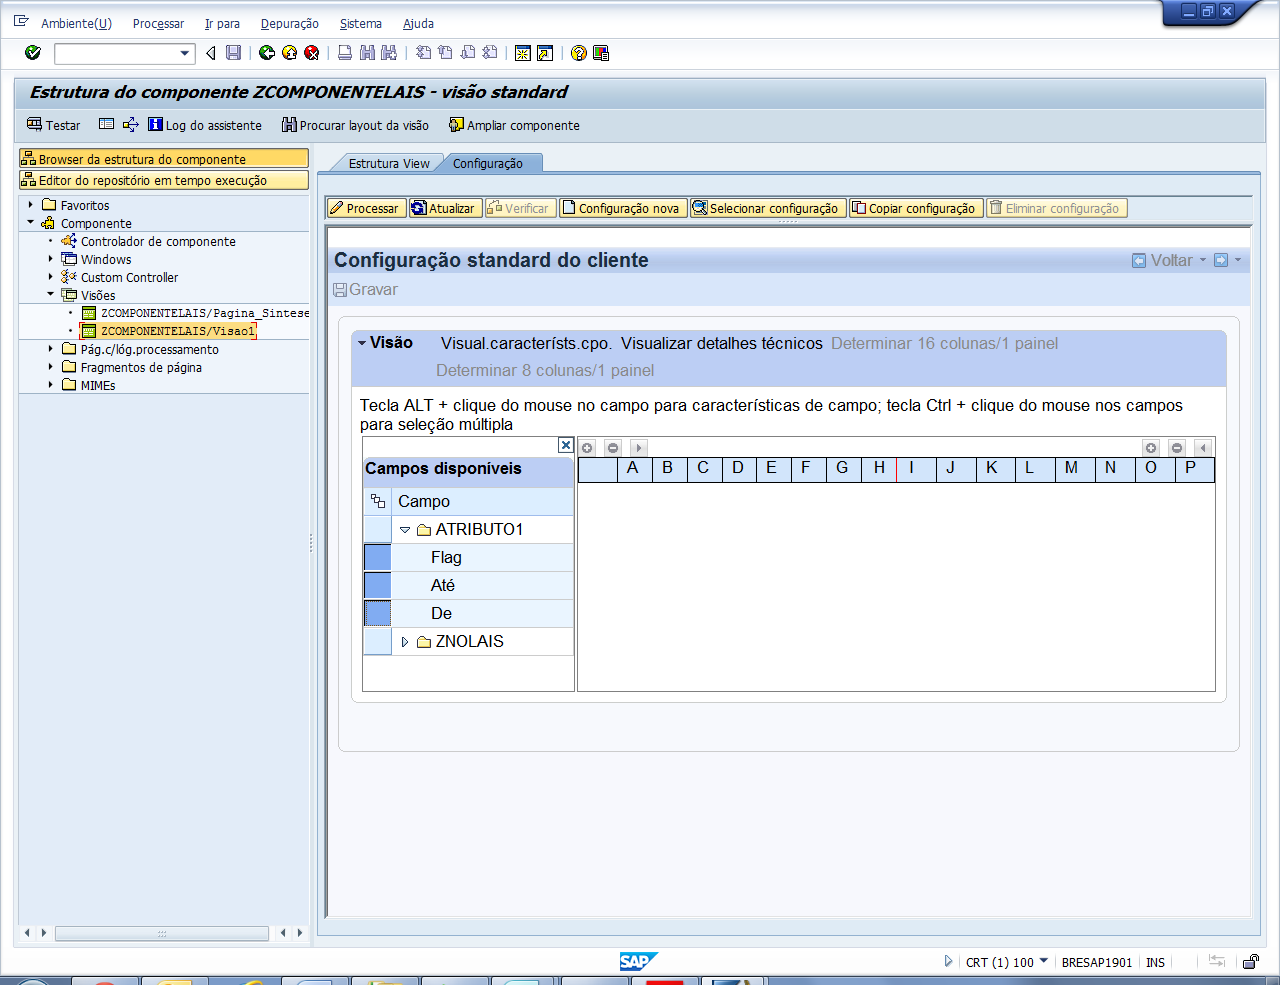 Ambiente(U) Processar Ir para Depuração Sistema Ajuda
Estrutura do componente ZCOMPONENTELAIS - visão standard
Testar Log do assistente Procurar layout da visão Ampliar componente
Browser da estrutura do componente
Editor do repositório em tempo execução
Favoritos
Componente
Controlador de componente
Windows
Custom Controller
Visões
ZCOMPONENTELAIS/Pagina_Sintese
ZCOMPONENTELAIS/Visao1
Pág.c/lóg.processamento
Fragmentos de página
MIMEs
Estrutura View Configuração
Processar Atualizar Verificar Configuração nova Selecionar configuração Copiar configuração Eliminar configuração
Configuração standard do cliente Voltar
Gravar
Visão Visual.característs.cpo. Visualizar detalhes técnicos Determinar 16 colunas/1 painel
Determinar 8 colunas/1 painel
Tecla ALT + clique do mouse no campo para características de campo; tecla Ctrl + clique do mouse nos campos
para seleção múltipla
Campos disponíveis
A B C D E F G H I J K L M N O P
Campo
ATRIBUTO1
Flag
Até
De
ZNOLAIS
SAP CRT (1) 100 BRESAP1901 INS